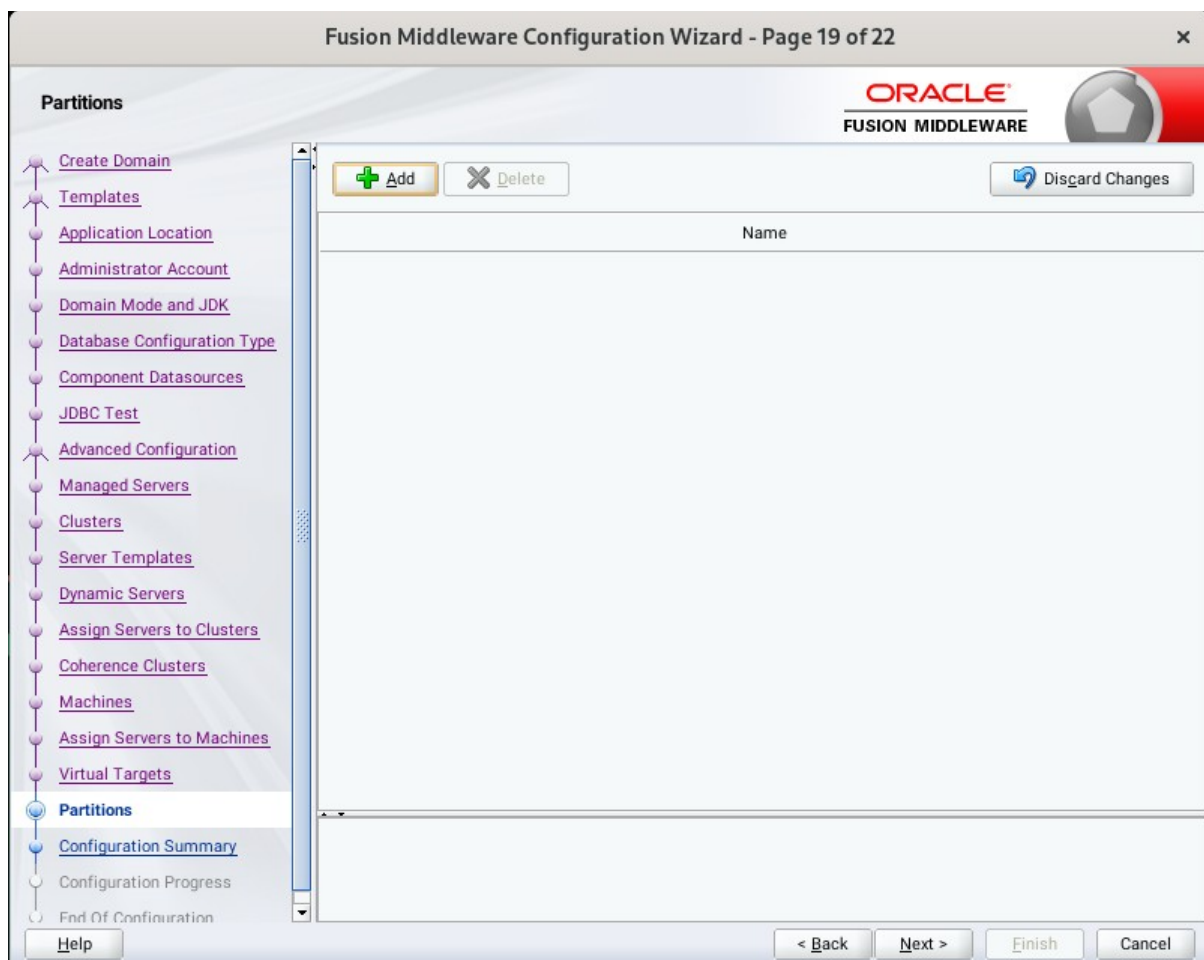 Fusion Middleware Configuration Wizard - Page 19 of 22
Partitions
ORACLE
FUSION MIDDLEWARE
Create Domain
Templates
Application Location
Administrator Account
Domain Mode and JDK
Database Configuration Type
Component Datasources
JDBC Test
Advanced Configuration
Managed Servers
Clusters
Server Templates
Dynamic Servers
Assign Servers to Clusters
Coherence Clusters
Machines
Assign Servers to Machines
Virtual Targets
Partitions
Configuration Summary
Configuration Progress
End Of Configuration
Add Delete Discard Changes
Name
Help < Back Next > Finish Cancel